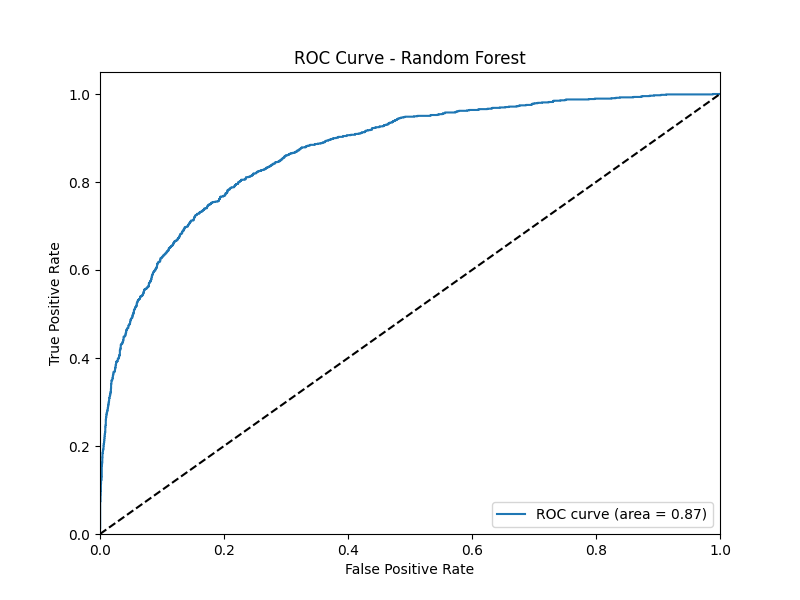 ROC Curve - Random Forest
True Positive Rate
1.0
0.8
0.6
0.4
0.2
0.0
ROC curve (area = 0.87)
0.0 0.2 0.4 0.6 0.8 1.0
False Positive Rate